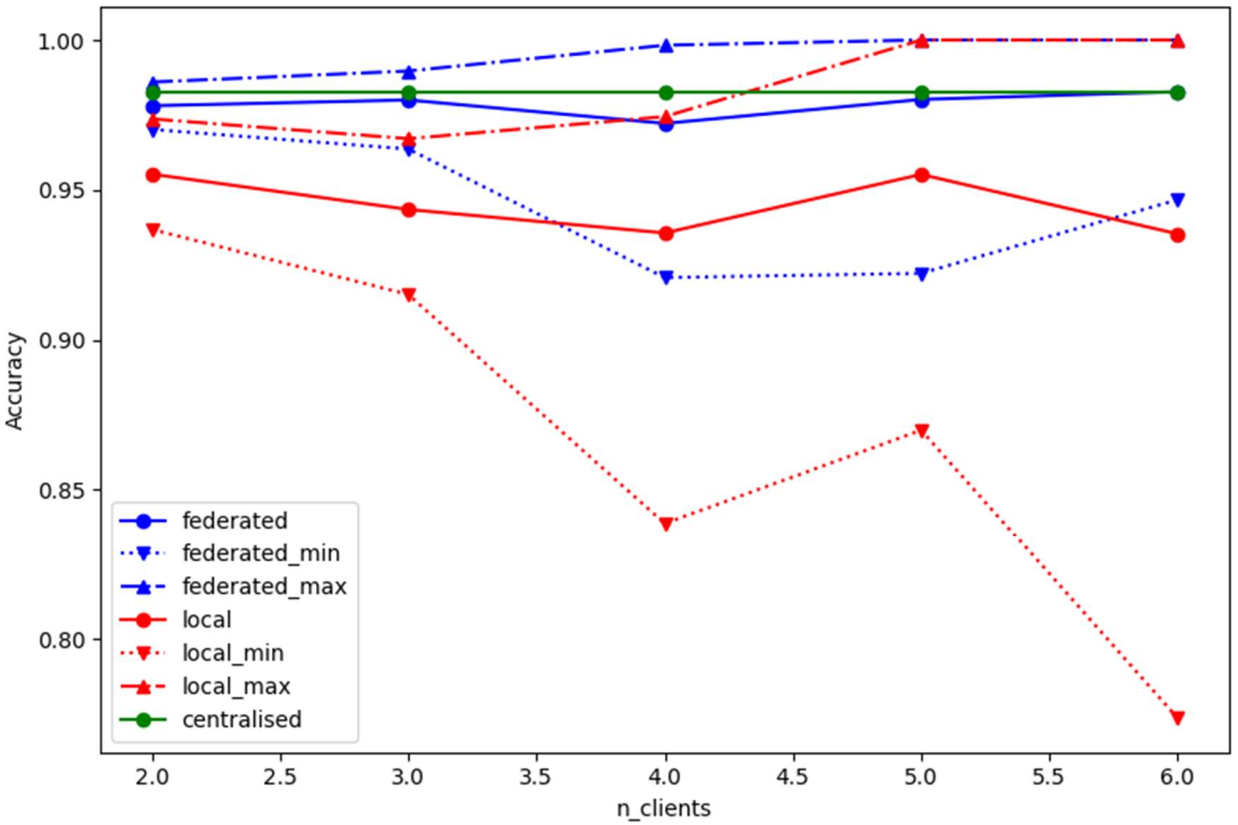 1.00
0.95
0.90
0.85
0.80
Accuracy
federated
federated_min
federated_max
local
local_min
local_max
centralised
2.0 2.5 3.0 3.5 4.0 4.5 5.0 5.5 6.0
n_clients